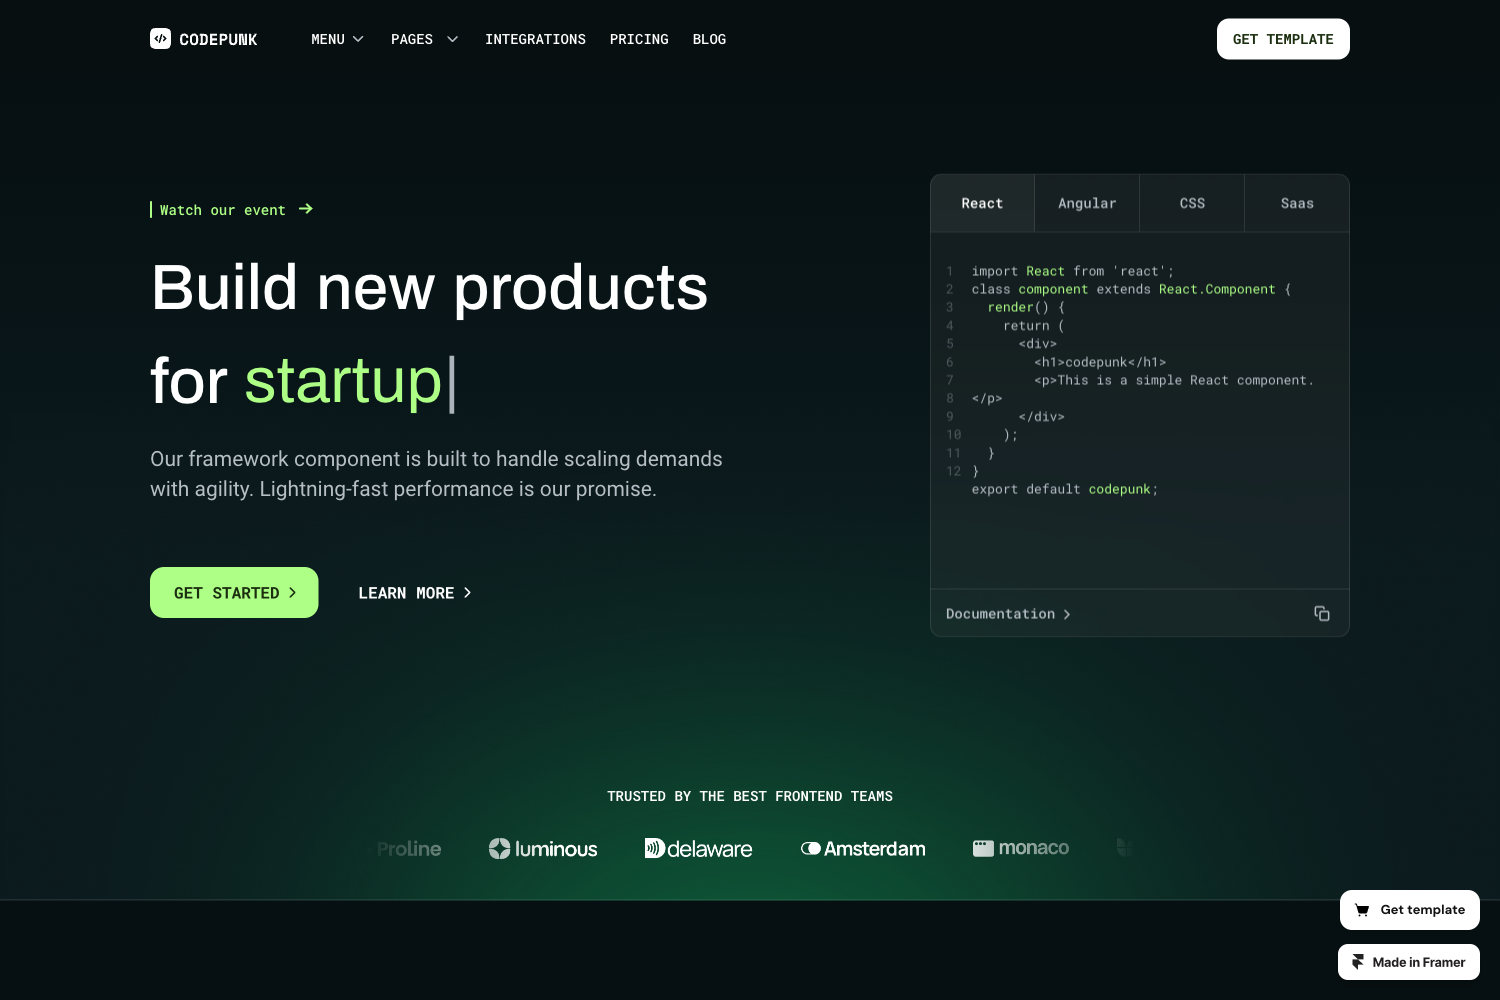 CODEPUNK
MENU
PAGES
INTEGRATIONS
PRICING
BLOG
GET TEMPLATE
Watch our event
Build new products
for startup
Our framework component is built to handle scaling demands
with agility. Lightning-fast performance is our promise.
GET STARTED
LEARN MORE
React
Angular
CSS
Saas
1 import React from 'react';
2 class component extends React.Component {
3 render() {
4 return (
5 <div>
6 <h1>codepunk</h1>
7 <p>This is a simple React component.
8 </p>
9 </div>
10 );
11 }
12 }
export default codepunk;
Documentation
TRUSTED BY THE BEST FRONTEND TEAMS
Proline
luminous
delaware
Amsterdam
monaco
Get template
Made in Framer